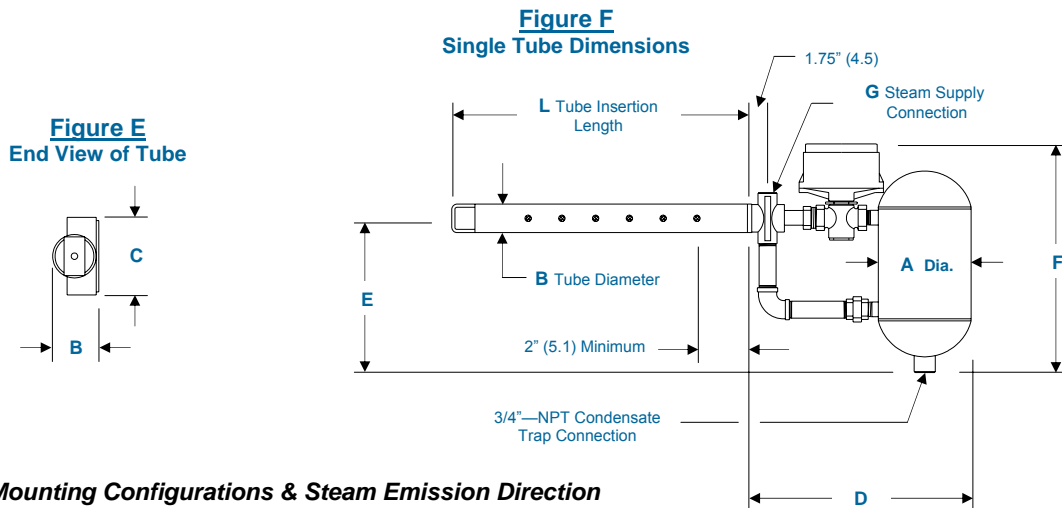 Figure F
Single Tube Dimensions
1.75” (4.5)
L Tube Insertion
Length
G Steam Supply
Connection
Figure E
End View of Tube
C
B
E
B Tube Diameter
A Dia.
F
2” (5.1) Minimum
3/4”—NPT Condensate
Trap Connection
D
Mounting Configurations & Steam Emission Direction